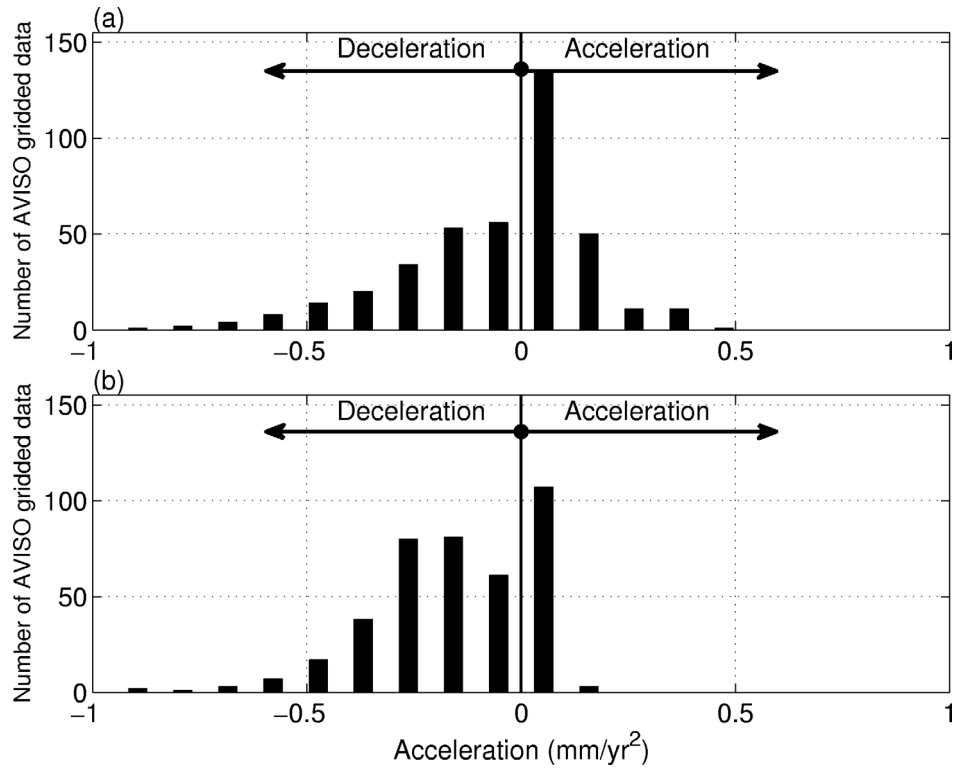 (a)
Number of AVISO gridded data
150
100
50
0
Deceleration Acceleration
−1 −0.5 0 0.5 1
(b)
Number of AVISO gridded data
150
100
50
0
Deceleration Acceleration
−1 −0.5 0 0.5 1
Acceleration (mm/yr²)